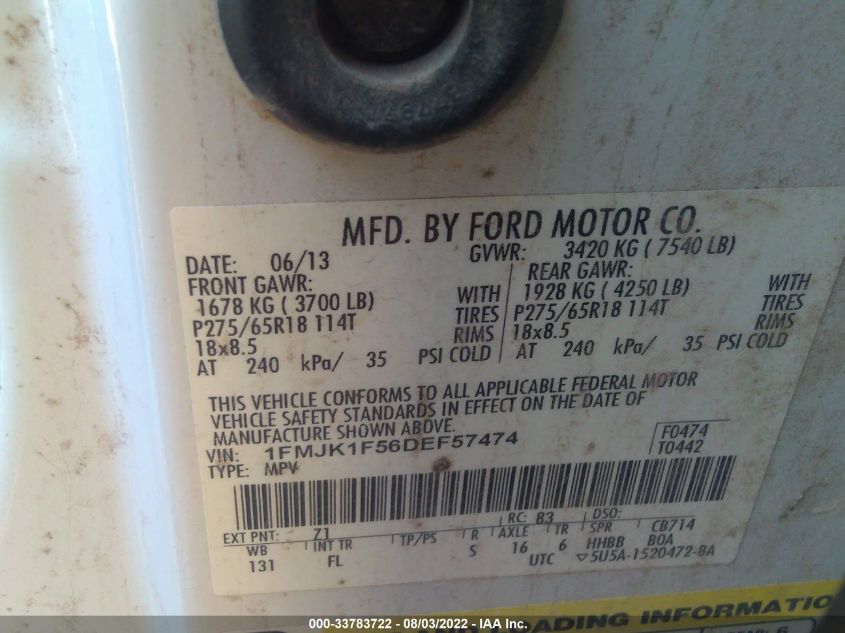 MFD. BY FORD MOTOR CO.
DATE: 06/13
GVWR: 3420 KG ( 7540 LB)
FRONT GAWR:
1678 KG ( 3700 LB) WITH
P275/65R18 114T TIRES
18x8.5 RIMS
AT 240 kPa/ 35 PSI COLD
REAR GAWR:
1928 KG ( 4250 LB) WITH
P275/65R18 114T TIRES
18x8.5 RIMS
AT 240 kPa/ 35 PSI COLD
THIS VEHICLE CONFORMS TO ALL APPLICABLE FEDERAL MOTOR
VEHICLE SAFETY STANDARDS IN EFFECT ON THE DATE OF
MANUFACTURE SHOWN ABOVE.
VIN: 1FMJK1F56DEF57474
TYPE: MPV
F0474
T0442
EXT PNT: 71 RC: 83 DSO:
WB INT TR TP/PS R AXLE TR SPR CB714
131 FL S 16 6 HHBB B0A
UTC ▽5U5A-1520472-BA
AND LOADING INFORMATION
000-33783722 - 08/03/2022 - IAA Inc.